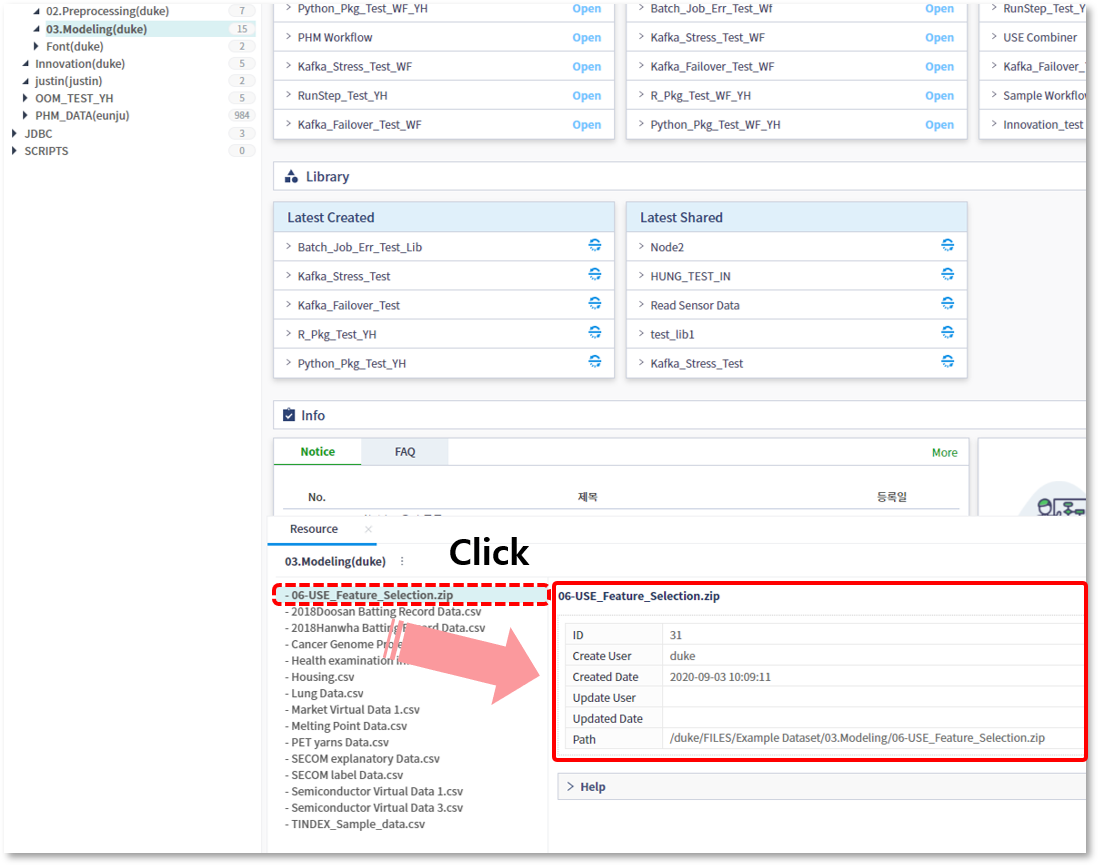 02.Preprocessing(duke) 7
03.Modeling(duke) 15
Font(duke) 2
Innovation(duke) 5
justin(justin) 2
OOM_TEST_YH 5
PHM_DATA(eunju) 984
JDBC 3
SCRIPTS 0
Python_Pkg_Test_WF_YH Open
PHM Workflow Open
Kafka_Stress_Test_WF Open
RunStep_Test_YH Open
Kafka_Failover_Test_WF Open
Batch_Job_Err_Test_Wf Open
Kafka_Stress_Test_WF Open
Kafka_Failover_Test_WF Open
R_Pkg_Test_WF_YH Open
Python_Pkg_Test_WF_YH Open
RunStep_Test_Y
USE Combiner
Kafka_Failover_
Sample Workflow
Innovation_test
Library
Latest Created
Batch_Job_Err_Test_Lib
Kafka_Stress_Test
Kafka_Failover_Test
R_Pkg_Test_YH
Python_Pkg_Test_YH
Latest Shared
Node2
HUNG_TEST_IN
Read Sensor Data
test_lib1
Kafka_Stress_Test
Info
Notice FAQ More
No. 제목 등록일
Resource
03.Modeling(duke)
Click
- 06-USE_Feature_Selection.zip
- 2018Doosan Batting Record Data.csv
- 2018Hanwha Batting Record Data.csv
- Cancer Genome
- Health examination
- Housing.csv
- Lung Data.csv
- Market Virtual Data 1.csv
- Melting Point Data.csv
- PET yarns Data.csv
- SECOM explanatory Data.csv
- SECOM label Data.csv
- Semiconductor Virtual Data 1.csv
- Semiconductor Virtual Data 3.csv
- TINDEX_Sample_data.csv
06-USE_Feature_Selection.zip
ID 31
Create User duke
Created Date 2020-09-03 10:09:11
Update User
Updated Date
Path /duke/FILES/Example Dataset/03.Modeling/06-USE_Feature_Selection.zip
Help